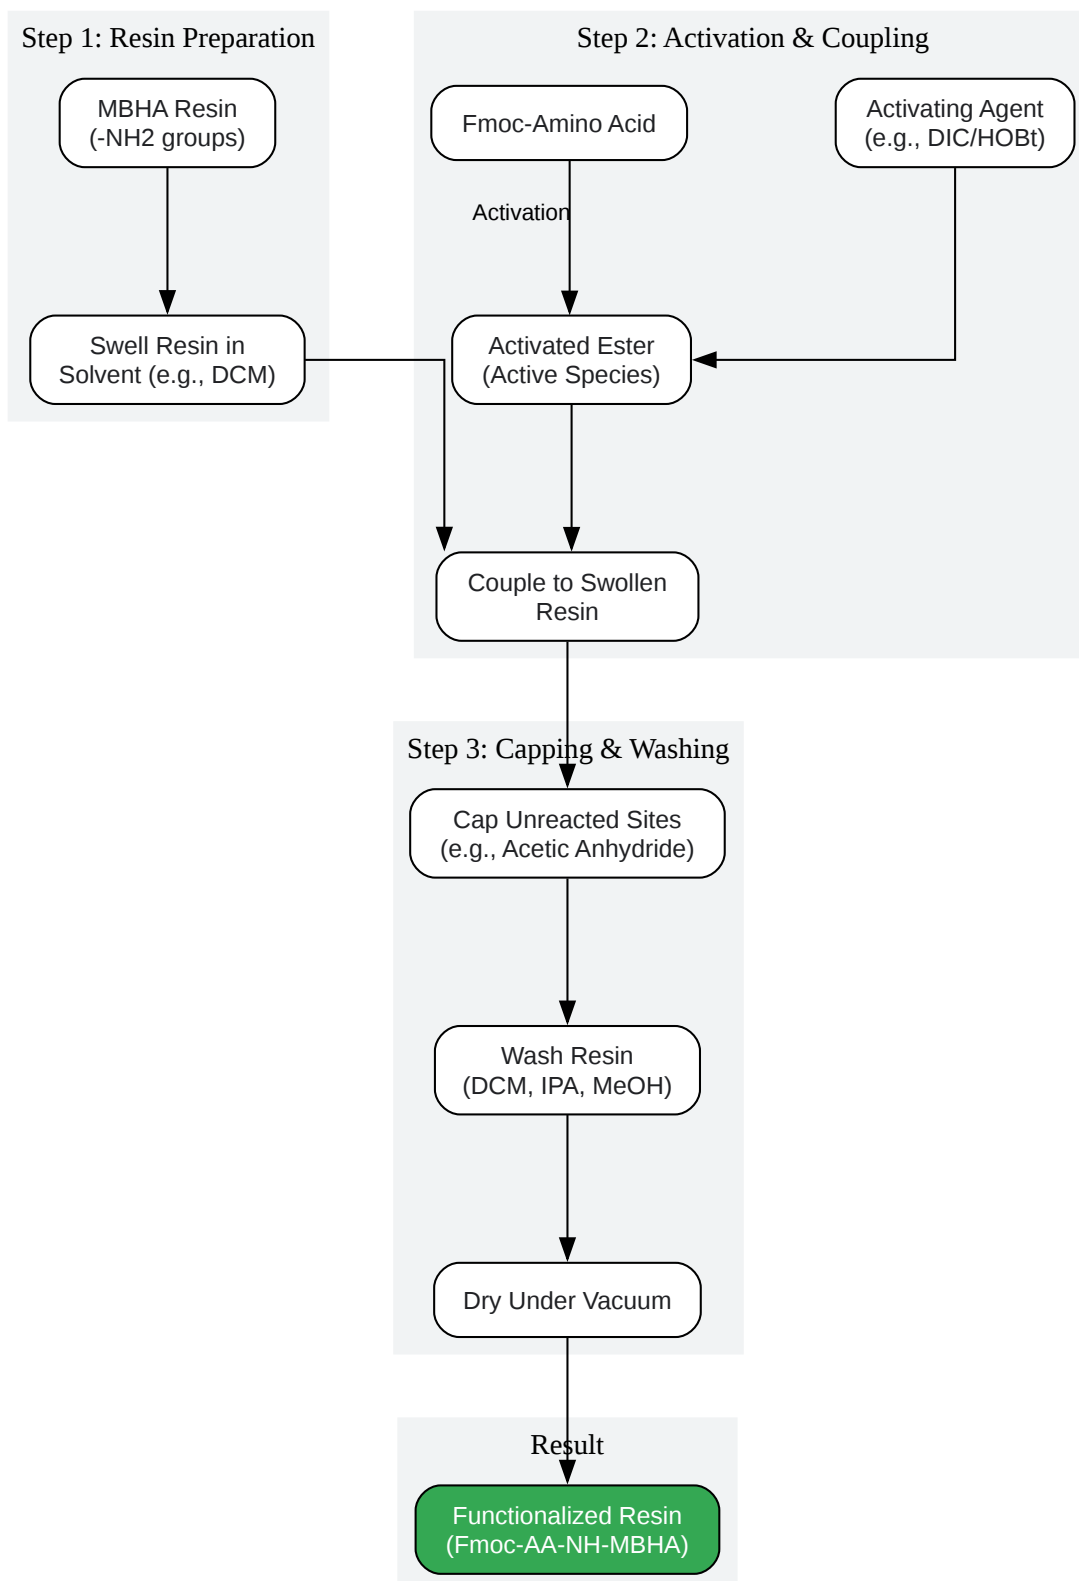 Step 1: Resin Preparation
MBHA Resin
(-NH2 groups)
Swell Resin in
Solvent (e.g., DCM)
Step 2: Activation & Coupling
Fmoc-Amino Acid
Activating Agent
(e.g., DIC/HOBt)
Activation
Activated Ester
(Active Species)
Couple to Swollen
Resin
Step 3: Capping & Washing
Cap Unreacted Sites
(e.g., Acetic Anhydride)
Wash Resin
(DCM, IPA, MeOH)
Dry Under Vacuum
Result
Functionalized Resin
(Fmoc-AA-NH-MBHA)